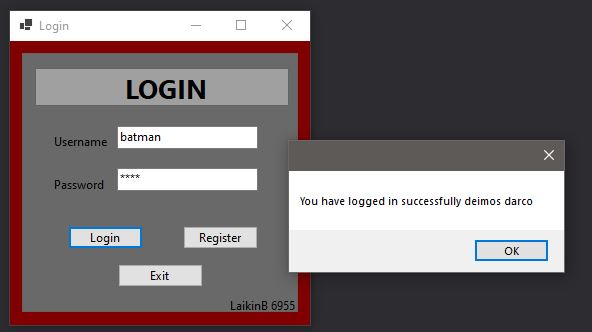 Login
LOGIN
Username batman
Password ****
Login Register
Exit
LaikinB 6955
You have logged in successfully deimos darco
OK